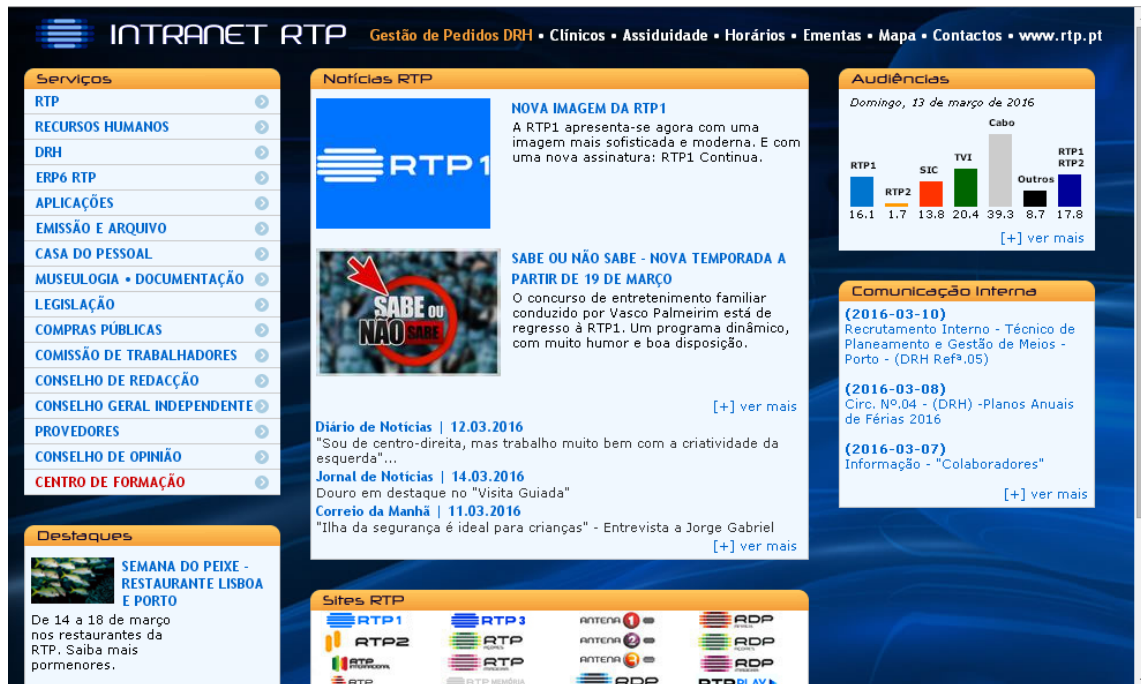 INTRANET RTP
Gestão de Pedidos DRH • Clínicos • Assiduidade • Horários • Ementas • Mapa • Contactos • www.rtp.pt
Serviços
RTP
RECURSOS HUMANOS
DRH
ERP6 RTP
APLICAÇÕES
EMISSÃO E ARQUIVO
CASA DO PESSOAL
MUSEULOGIA • DOCUMENTAÇÃO
LEGISLAÇÃO
COMPRAS PÚBLICAS
COMISSÃO DE TRABALHADORES
CONSELHO DE REDACÇÃO
CONSELHO GERAL INDEPENDENTE
PROVEDORES
CONSELHO DE OPINIÃO
CENTRO DE FORMAÇÃO
Destaques
SEMANA DO PEIXE -
RESTAURANTE LISBOA
E PORTO
De 14 a 18 de março
nos restaurantes da
RTP. Saiba mais
pormenores.
Notícias RTP
RTP1
NOVA IMAGEM DA RTP1
A RTP1 apresenta-se agora com uma
imagem mais sofisticada e moderna. E com
uma nova assinatura: RTP1 Continua.
SABE OU
NÃO SABE
SABE OU NÃO SABE - NOVA TEMPORADA A
PARTIR DE 19 DE MARÇO
O concurso de entretenimento familiar
conduzido por Vasco Palmeirim está de
regresso à RTP1. Um programa dinâmico,
com muito humor e boa disposição.
[+] ver mais
Diário de Notícias | 12.03.2016
"Sou de centro-direita, mas trabalho muito bem com a criatividade da
esquerda"...
Jornal de Notícias | 14.03.2016
Douro em destaque no "Visita Guiada"
Correio da Manhã | 11.03.2016
"Ilha da segurança é ideal para crianças" - Entrevista a Jorge Gabriel
[+] ver mais
Sites RTP
RTP1 RTP3 ANTENA 1 RDP
RTP2 RTP ANTENA 2 RDP
RTP RTP ANTENA 3 RDP
RTP RTP MEMÓRIA RDP RTP PLAY
Audiências
Domingo, 13 de março de 2016
RTP1 RTP2 SIC TVI Cabo Outros RTP1 RTP2
16.1 1.7 13.8 20.4 39.3 8.7 17.8
[+] ver mais
Comunicação Interna
(2016-03-10)
Recrutamento Interno - Técnico de
Planeamento e Gestão de Meios -
Porto - (DRH Refª.05)
(2016-03-08)
Circ. Nº.04 - (DRH) -Planos Anuais
de Férias 2016
(2016-03-07)
Informação - "Colaboradores"
[+] ver mais